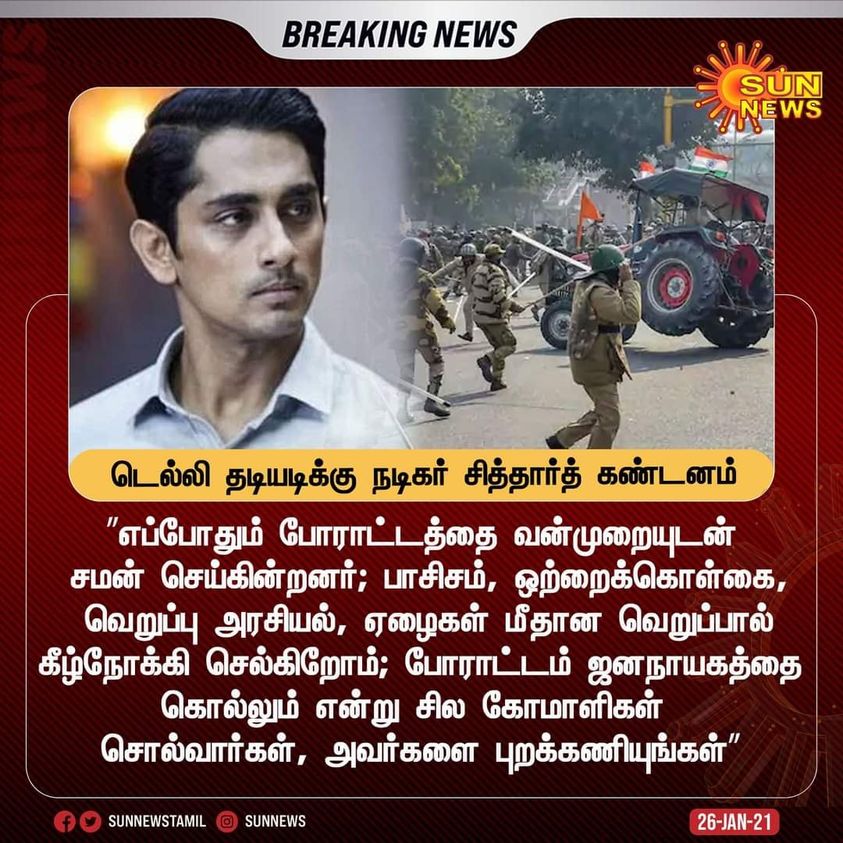 BREAKING NEWS
SUN
NEWS
டெல்லி தடியடிக்கு நடிகர் சித்தார்த் கண்டனம்
"எப்போதும் போராட்டத்தை வன்முறையுடன்
சமன் செய்கின்றனர்; பாசிசம், ஒற்றைக்கொள்கை,
வெறுப்பு அரசியல், ஏழைகள் மீதான வெறுப்பால்
கீழ்நோக்கி செல்கிறோம்; போராட்டம் ஜனநாயகத்தை
கொல்லும் என்று சில கோமாளிகள்
சொல்வார்கள், அவர்களை புறக்கணியுங்கள்"
SUNNEWSTAMIL SUNNEWS
26-JAN-21